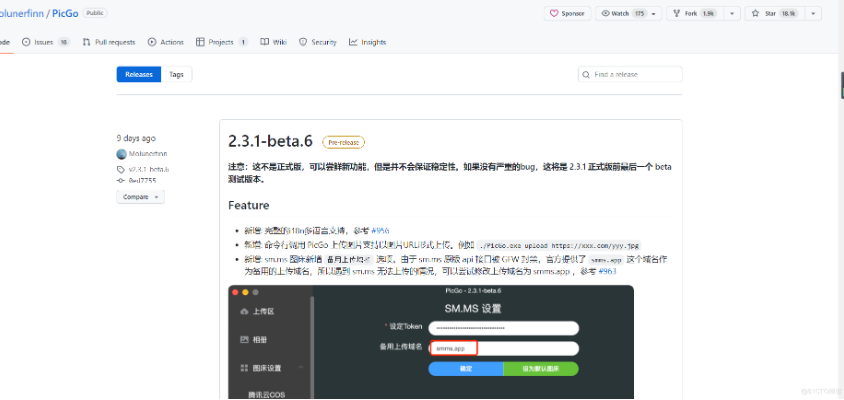 olunerfinn / PicGo Public
Sponsor Watch 175 Fork 1.9k Star 18.1k
ode Issues 10 Pull requests Actions Projects 1 Wiki Security Insights
Releases Tags
Find a release
9 days ago
Molunerfinn
v2.3.1-beta.6
0ed7755
Compare
2.3.1-beta.6 Pre-release
注意：这不是正式版，可以尝鲜新功能，但是并不会保证稳定性。如果没有严重的bug，这将是 2.3.1 正式版前最后一个 beta
测试版本。
Feature
新增: 完整的i18n多语言支持，参考 #956
新增: 命令行调用 PicGo 上传图片支持以图片URL形式上传。例如 ./PicGo.exe upload https://xxx.com/yyy.jpg
新增: sm.ms 图床新增 备用上传域名 选项。由于 sm.ms 原版 api 接口被 GFW 封禁，官方提供了 smms.app 这个域名作
为备用的上传域名，所以遇到 sm.ms 无法上传的情况，可以尝试修改上传域名为 smms.app ，参考 #963
PicGo - 2.3.1-beta.6
上传区
相册
图床设置
腾讯云COS
SM.MS 设置
* 设定Token
备用上传域名 smms.app
确定 设为默认图床